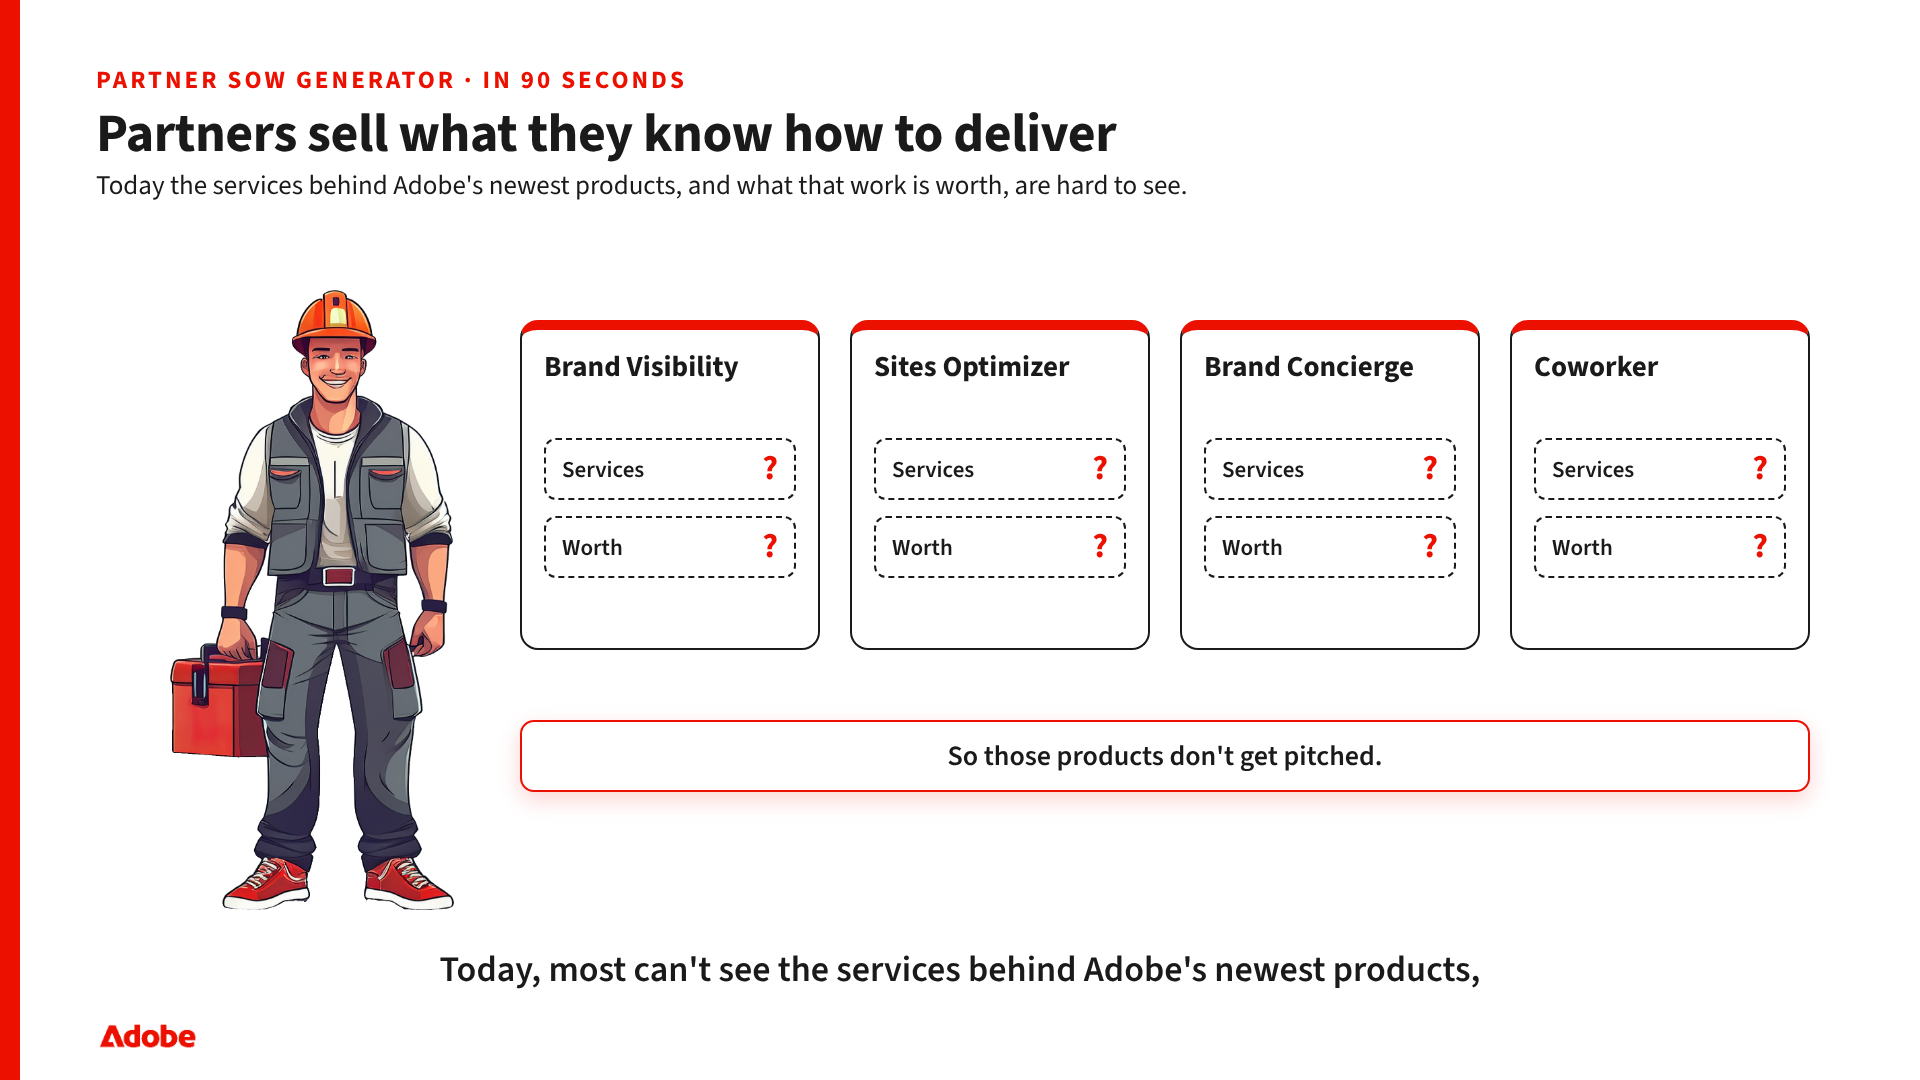 PARTNER SOW GENERATOR · IN 90 SECONDS
Partners sell what they know how to deliver
Today the services behind Adobe's newest products, and what that work is worth, are hard to see.
Brand Visibility
Services ?
Worth ?
Sites Optimizer
Services ?
Worth ?
Brand Concierge
Services ?
Worth ?
Coworker
Services ?
Worth ?
So those products don't get pitched.
Today, most can't see the services behind Adobe's newest products,
Adobe